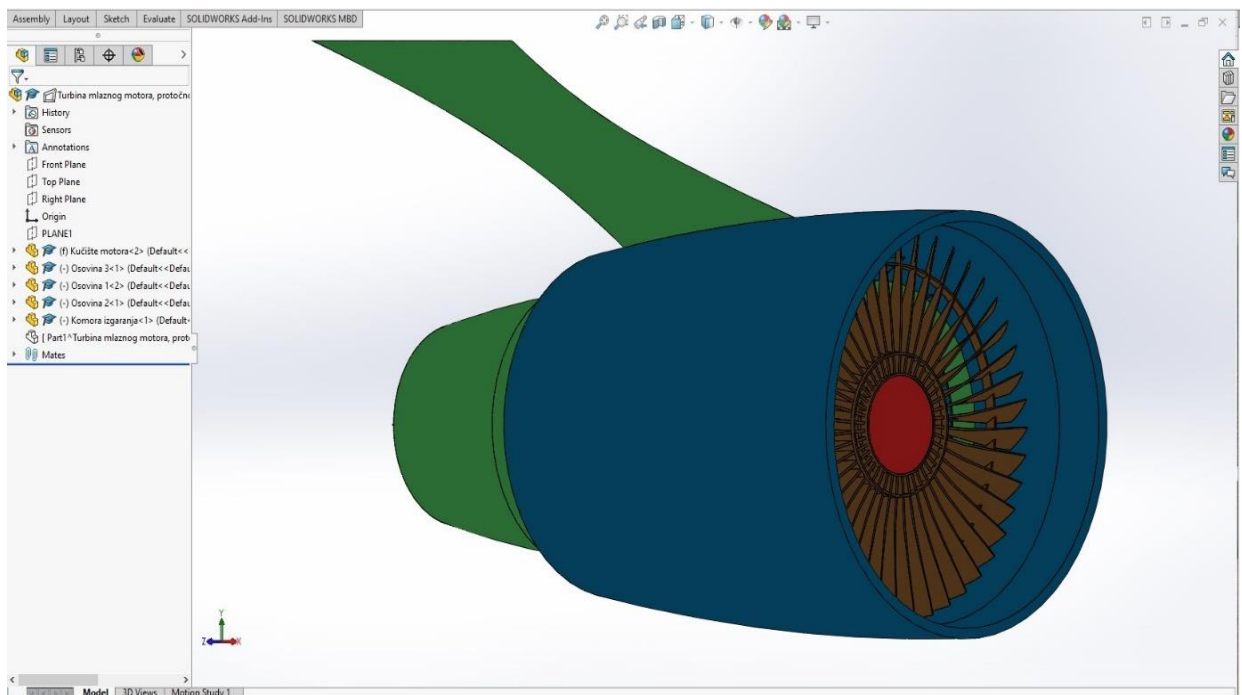 Assembly Layout Sketch Evaluate SOLIDWORKS Add-Ins SOLIDWORKS MBD
Turbina mlaznog motora, protočn
History
Sensors
Annotations
Front Plane
Top Plane
Right Plane
Origin
PLANE1
(f) Kučište motora<2> (Default<<
(-) Osovina 3<1> (Default<<Defau
(-) Osovina 1<2> (Default<<Defau
(-) Osovina 2<1> (Default<<Defau
(-) Komora izgaranja<1> (Default<
[ Part1^Turbina mlaznog motora, prot
Mates
Y
Z X
Model 3D Views Motion Study 1